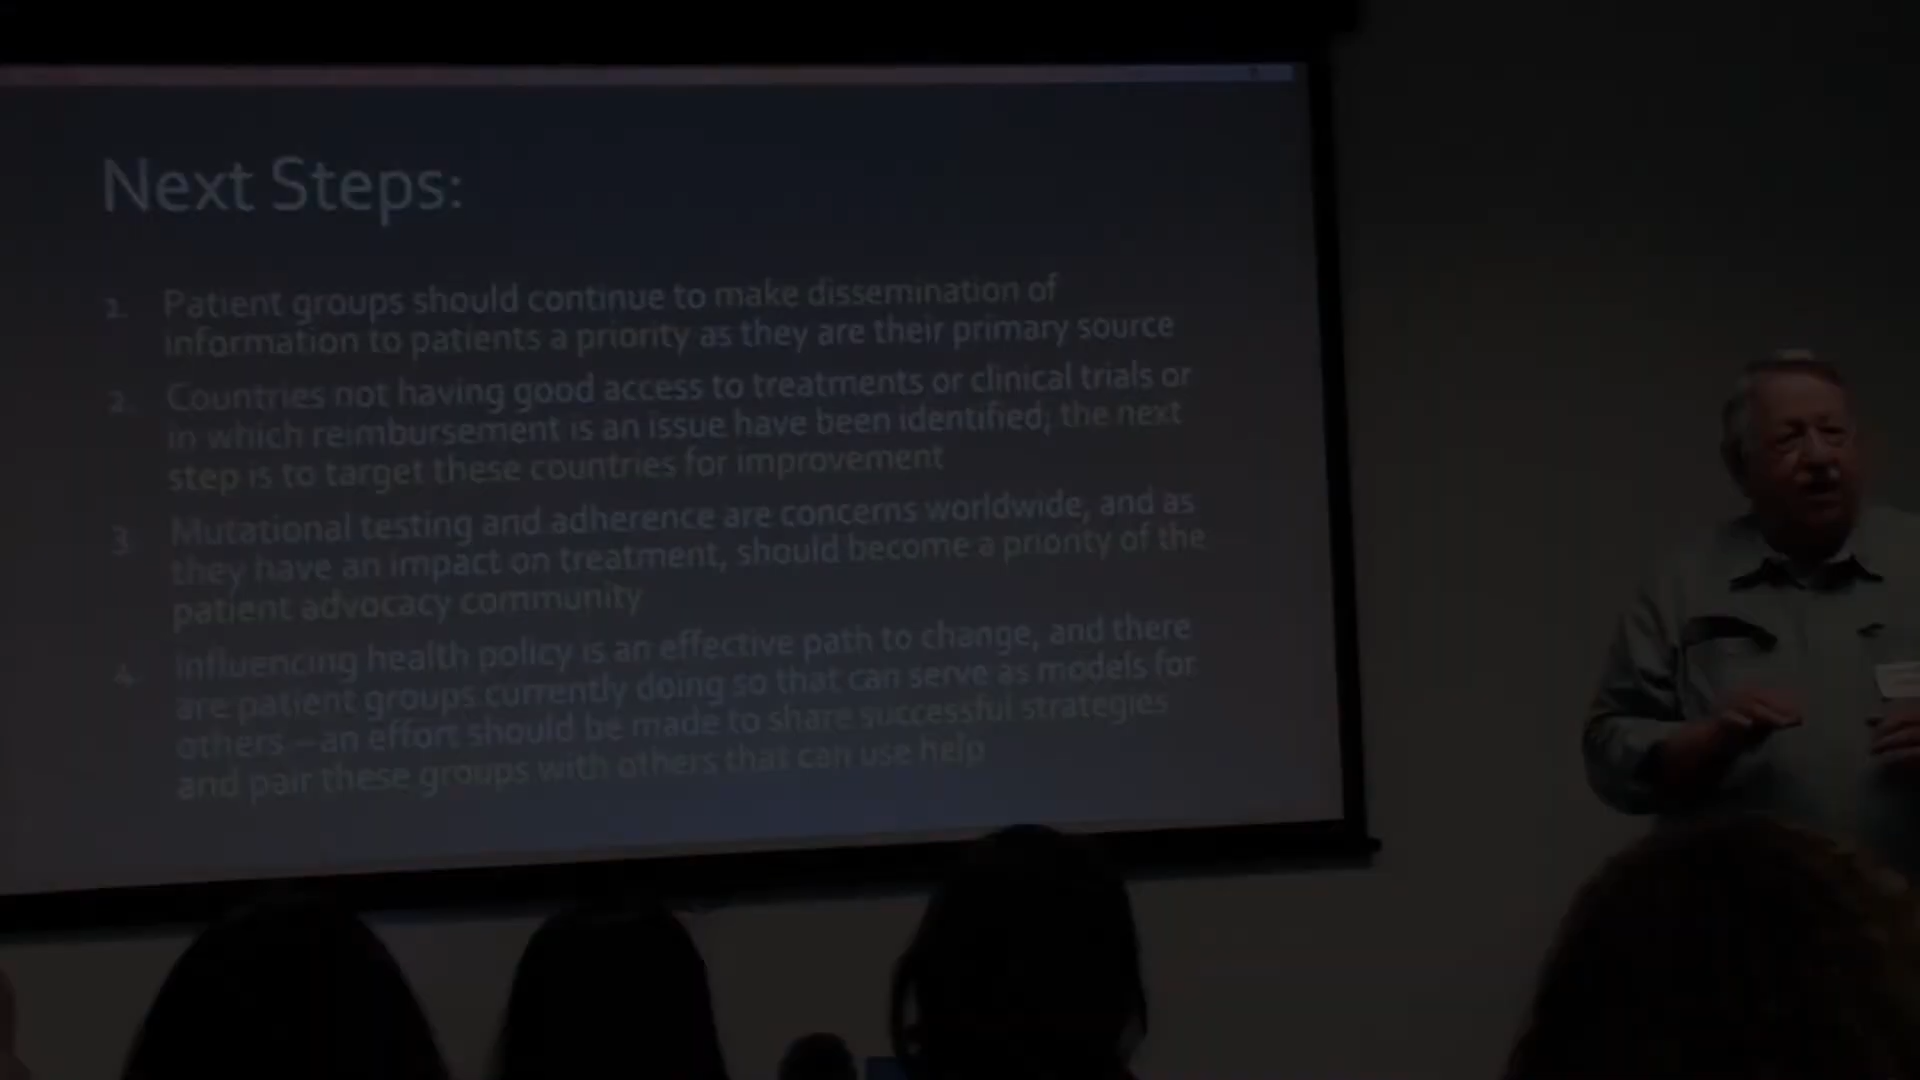 Next Steps:
1. Patient groups should continue to make dissemination of
information to patients a priority as they are their primary source
2. Countries not having good access to treatments or clinical trials or
in which reimbursement is an issue have been identified; the next
step is to target these countries for improvement
3. Mutational testing and adherence are concerns worldwide, and as
they have an impact on treatment, should become a priority of the
patient advocacy community
4. Influencing health policy is an effective path to change, and there
are patient groups currently doing so that can serve as models for
others—an effort should be made to share successful strategies
and pair these groups with others that can use help